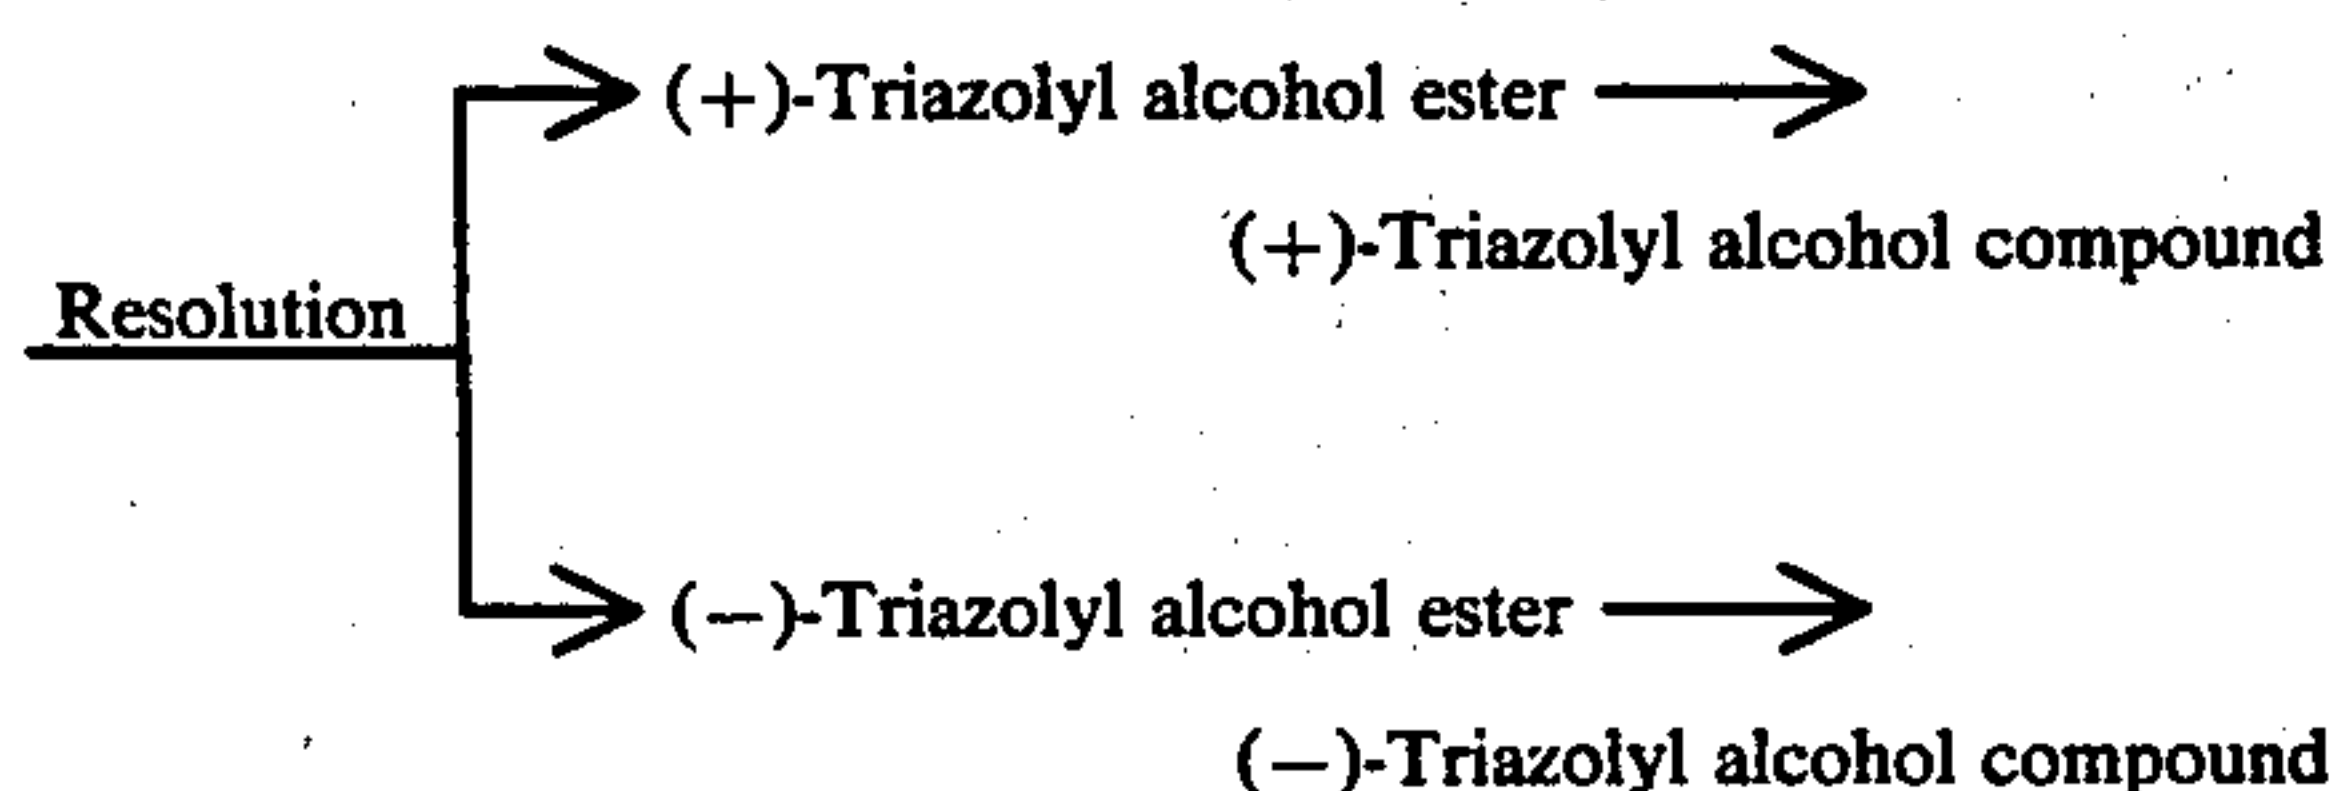 (+)-Triazolyl alcohol ester
(+)-Triazolyl alcohol compound
Resolution
(−)-Triazolyl alcohol ester
(−)-Triazolyl alcohol compound